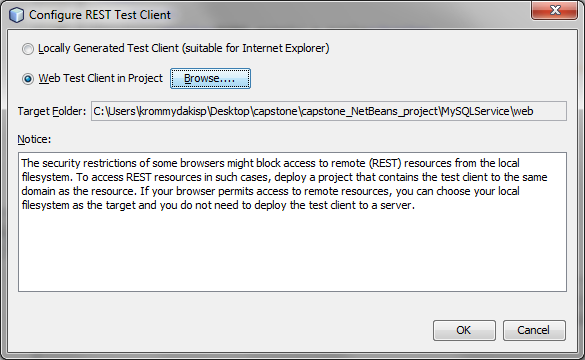 Configure REST Test Client
Locally Generated Test Client (suitable for Internet Explorer)
Web Test Client in Project
Browse....
Target Folder: C:\Users\krommydakisp\Desktop\capstone\capstone_NetBeans_project\MySQLService\web
Notice:
The security restrictions of some browsers might block access to remote (REST) resources from the local
filesystem. To access REST resources in such cases, deploy a project that contains the test client to the same
domain as the resource. If your browser permits access to remote resources, you can choose your local
filesystem as the target and you do not need to deploy the test client to a server.
OK Cancel